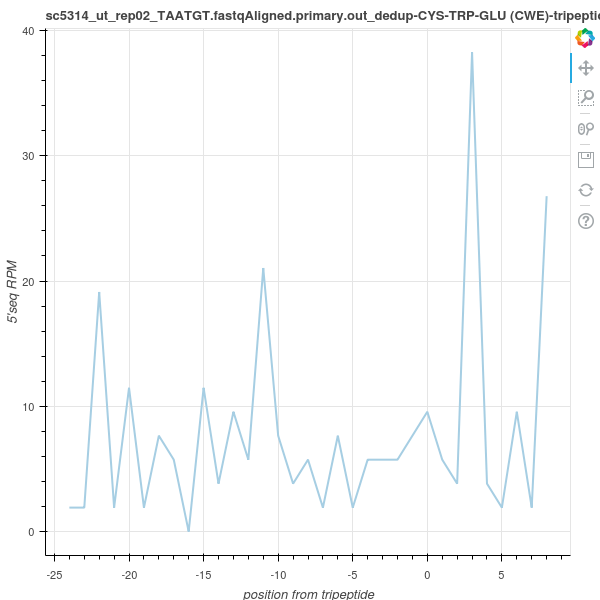 sc5314_ut_rep02_TAATGT.fastqAligned.primary.out_dedup-CYS-TRP-GLU (CWE)-tripeptide
40
30
20
10
0
5'seq RPM
-25 -20 -15 -10 -5 0 5
position from tripeptide